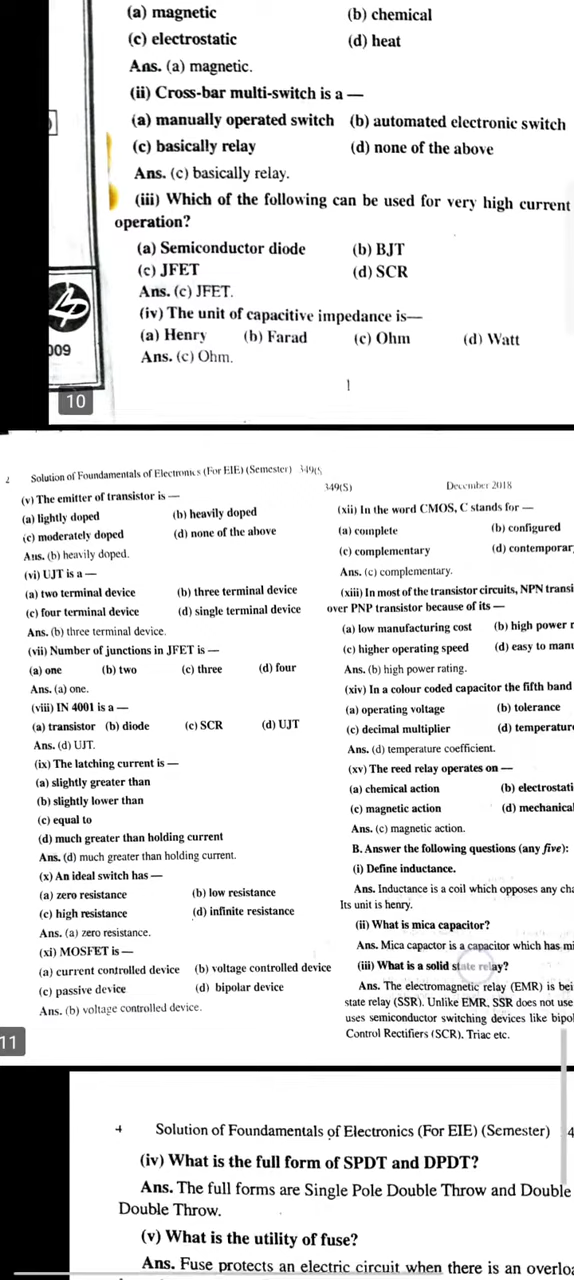 (a) magnetic (b) chemical
(c) electrostatic (d) heat
Ans. (a) magnetic.
(ii) Cross-bar multi-switch is a —
(a) manually operated switch (b) automated electronic switch
(c) basically relay (d) none of the above
Ans. (c) basically relay.
(iii) Which of the following can be used for very high current
operation?
(a) Semiconductor diode (b) BJT
(c) JFET (d) SCR
Ans. (c) JFET.
(iv) The unit of capacitive impedance is—
(a) Henry (b) Farad (c) Ohm (d) Watt
Ans. (c) Ohm.
009
1
10
2 Solution of Foundamentals of Electronics (For EIE) (Semester) 349(S
(v) The emitter of transistor is —
(a) lightly doped (b) heavily doped
(c) moderately doped (d) none of the above
Ans. (b) heavily doped.
(vi) UJT is a —
(a) two terminal device (b) three terminal device
(c) four terminal device (d) single terminal device
Ans. (b) three terminal device.
(vii) Number of junctions in JFET is —
(a) one (b) two (c) three (d) four
Ans. (a) one.
(viii) IN 4001 is a —
(a) transistor (b) diode (c) SCR (d) UJT
Ans. (d) UJT.
(ix) The latching current is —
(a) slightly greater than
(b) slightly lower than
(c) equal to
(d) much greater than holding current
Ans. (d) much greater than holding current.
(x) An ideal switch has —
(a) zero resistance (b) low resistance
(c) high resistance (d) infinite resistance
Ans. (a) zero resistance.
(xi) MOSFET is —
(a) current controlled device (b) voltage controlled device
(c) passive device (d) bipolar device
Ans. (b) voltage controlled device.
11
349(S) December 2018
(xii) In the word CMOS, C stands for —
(a) complete (b) configured
(c) complementary (d) contemporar
Ans. (c) complementary.
(xiii) In most of the transistor circuits, NPN transi
over PNP transistor because of its —
(a) low manufacturing cost (b) high power r
(c) higher operating speed (d) easy to manu
Ans. (b) high power rating.
(xiv) In a colour coded capacitor the fifth band
(a) operating voltage (b) tolerance
(c) decimal multiplier (d) temperature
Ans. (d) temperature coefficient.
(xv) The reed relay operates on —
(a) chemical action (b) electrostati
(c) magnetic action (d) mechanical
Ans. (c) magnetic action.
B. Answer the following questions (any five):
(i) Define inductance.
Ans. Inductance is a coil which opposes any cha
Its unit is henry.
(ii) What is mica capacitor?
Ans. Mica capactor is a capacitor which has mi
(iii) What is a solid state relay?
Ans. The electromagnetic relay (EMR) is bei
state relay (SSR). Unlike EMR, SSR does not use
uses semiconductor switching devices like bipol
Control Rectifiers (SCR), Triac etc.
4 Solution of Foundamentals of Electronics (For EIE) (Semester) 4
(iv) What is the full form of SPDT and DPDT?
Ans. The full forms are Single Pole Double Throw and Double
Double Throw.
(v) What is the utility of fuse?
Ans. Fuse protects an electric circuit when there is an overloa